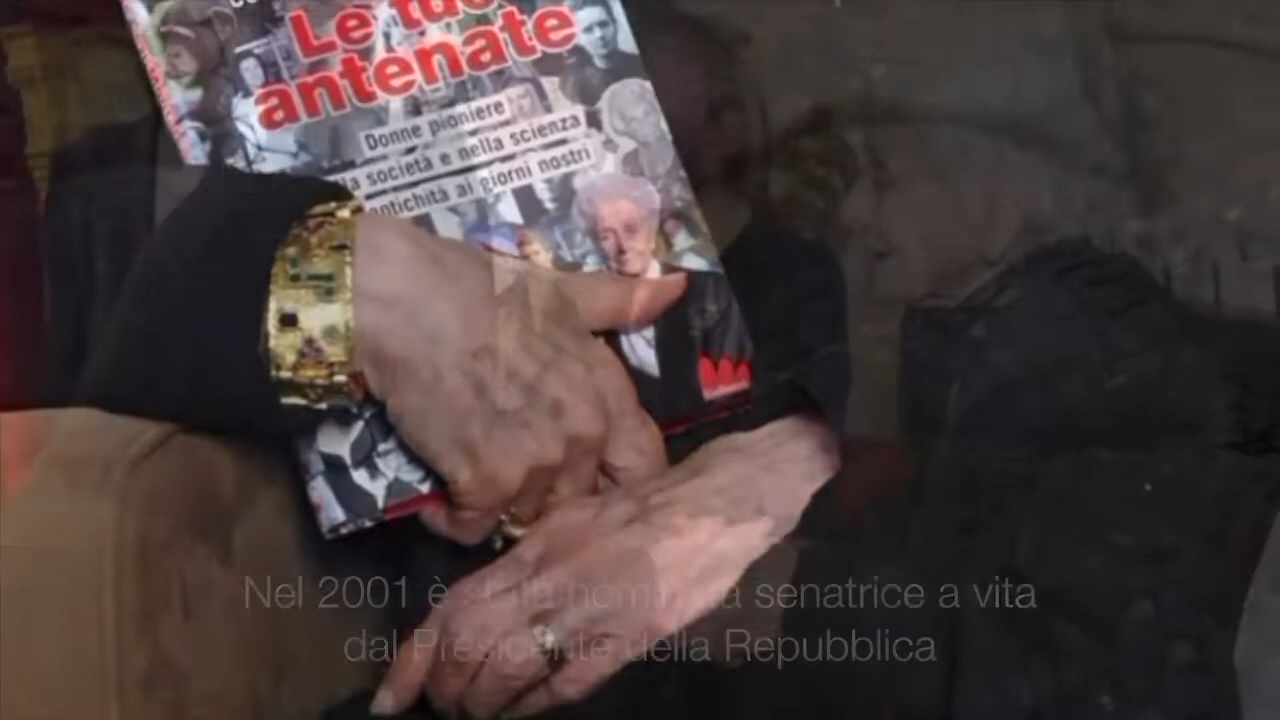 Le tue
antenate
Donne pioniere
società e nella scienza
antichità ai giorni nostri
Nel 2001 è stata nominata senatrice a vita
dal Presidente della Repubblica